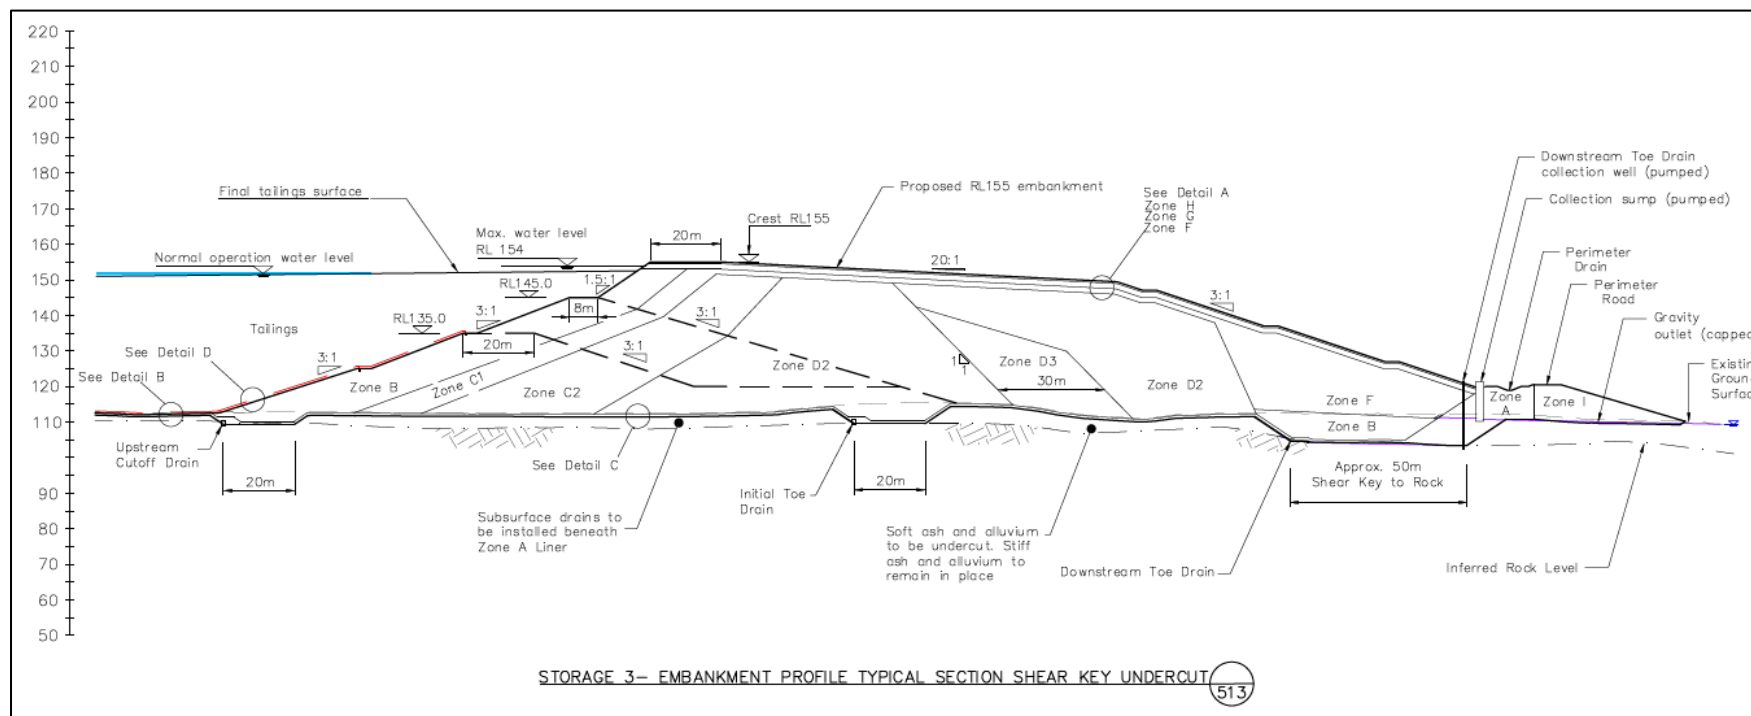 220
210
200
190
180
170
160
150
140
130
120
110
100
90
80
70
60
50
Final tailings surface
Normal operation water level
Max. water level
RL 154
20m
Crest RL155
Proposed RL155 embankment
See Detail A
Zone H
Zone G
Zone F
Downstream Toe Drain
collection well (pumped)
Collection sump (pumped)
Perimeter
Drain
Perimeter
Road
Gravity
outlet (capped
Existin
Groun
Surfac
RL145.0
1.5:1
8m
20:1
3:1
RL135.0
3:1
20m
3:1
3:1
3:1
Tailings
See Detail D
See Detail B
Zone B
Zone C1
Zone C2
Zone D2
1
1
Zone D3
30m
Zone D2
Zone F
Zone B
Zone
A
Zone I
Upstream
Cutoff Drain
20m
See Detail C
Subsurface drains to
be installed beneath
Zone A Liner
Initial Toe
Drain
20m
Soft ash and alluvium
to be undercut. Stiff
ash and alluvium to
remain in place
Downstream Toe Drain
Approx. 50m
Shear Key to Rock
Inferred Rock Level
STORAGE 3- EMBANKMENT PROFILE TYPICAL SECTION SHEAR KEY UNDERCUT
513